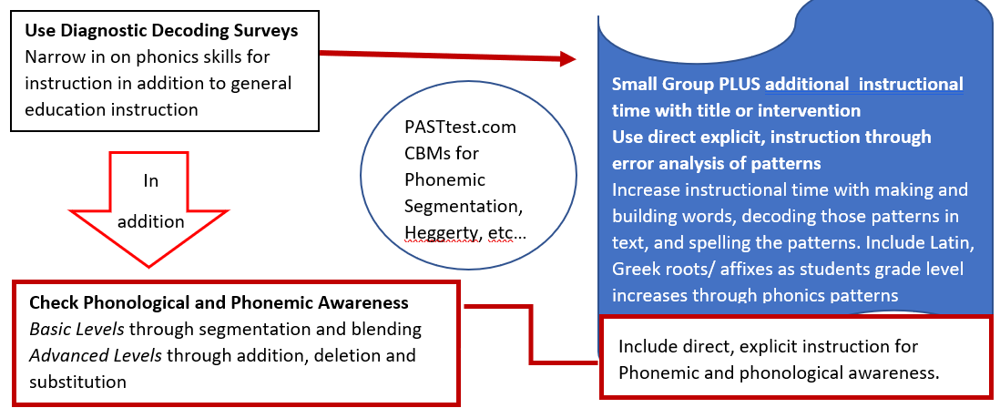 Use Diagnostic Decoding Surveys
Narrow in on phonics skills for
instruction in addition to general
education instruction
In
addition
PASTtest.com
CBMs for
Phonemic
Segmentation,
Heggerty, etc...
Small Group PLUS additional  instructional
time with title or intervention
Use direct explicit, instruction through
error analysis of patterns
Increase instructional time with making and
building words, decoding those patterns in
text, and spelling the patterns. Include Latin,
Greek roots/ affixes as students grade level
increases through phonics patterns
Check Phonological and Phonemic Awareness
Basic Levels through segmentation and blending
Advanced Levels through addition, deletion and
substitution
Include direct, explicit instruction for
Phonemic and phonological awareness.